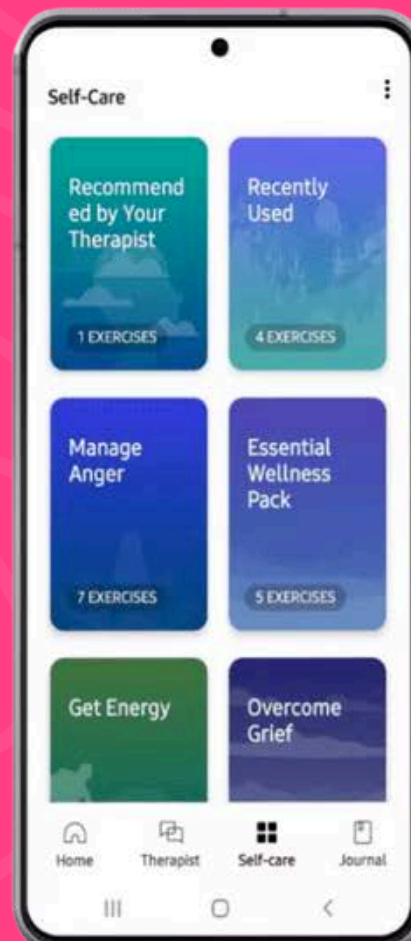 Self-Care
Recommend
ed by Your
Therapist
1 EXERCISES
Recently
Used
4 EXERCISES
Manage
Anger
7 EXERCISES
Essential
Wellness
Pack
5 EXERCISES
Get Energy
Overcome
Grief
Home
Therapist
Self-care
Journal